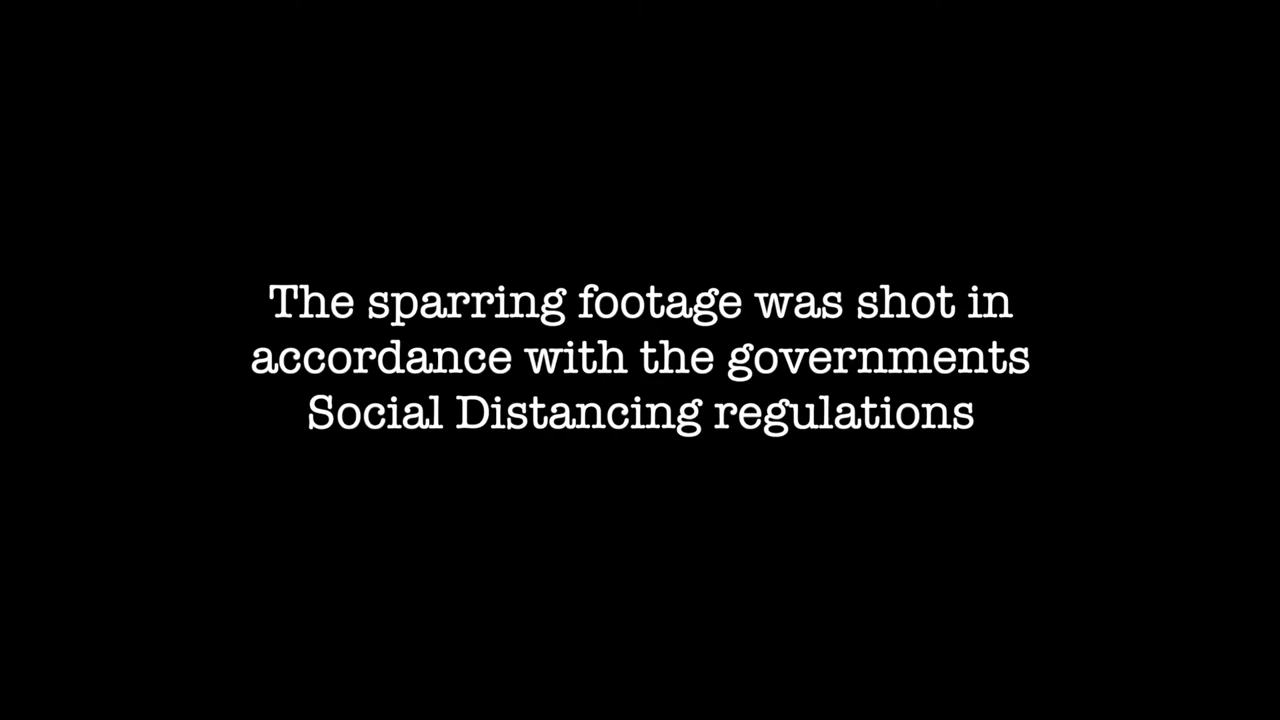 The sparring footage was shot in
accordance with the governments
Social Distancing regulations